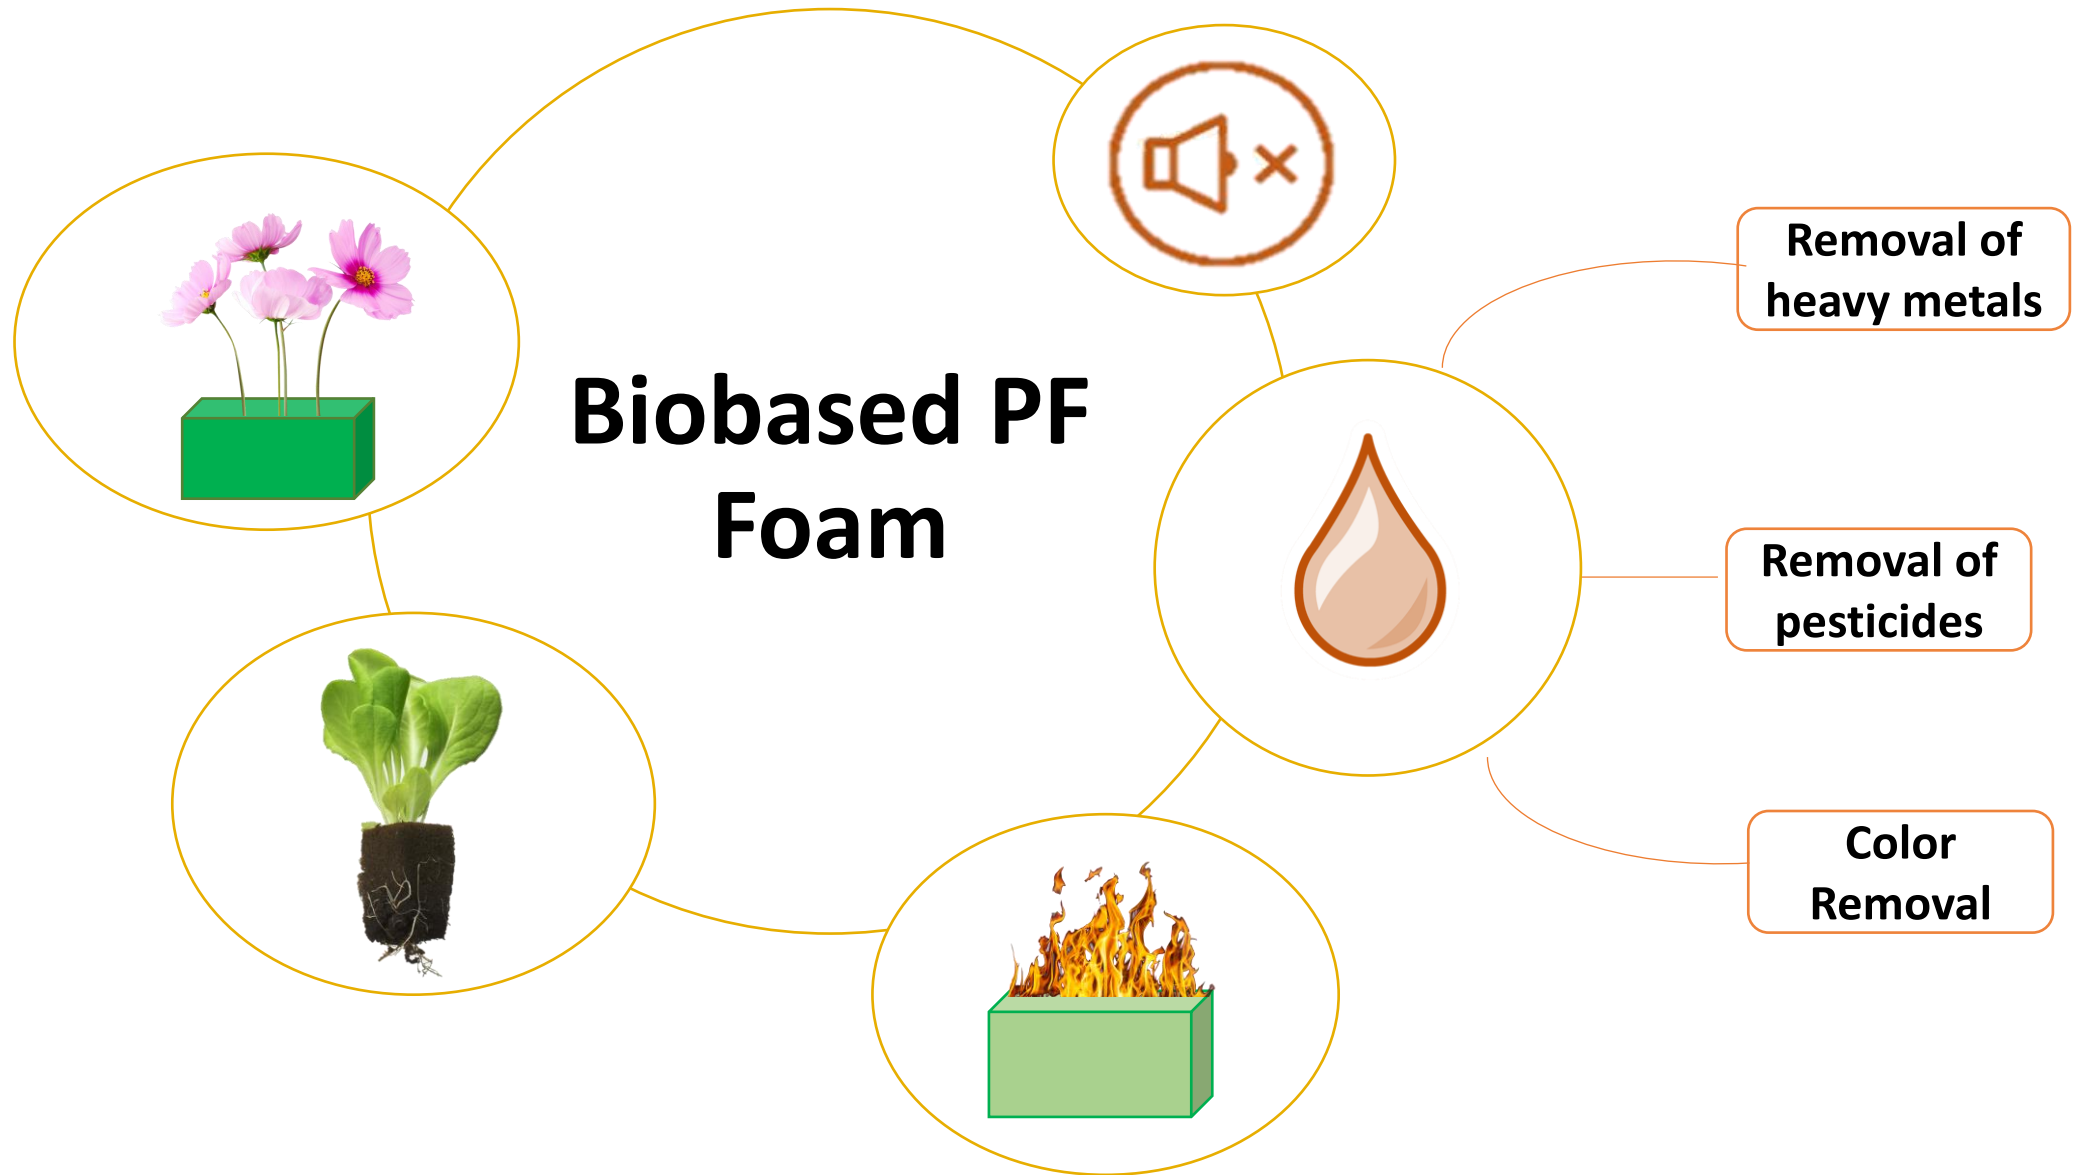 Biobased PF
Foam
Removal of
heavy metals
Removal of
pesticides
Color
Removal